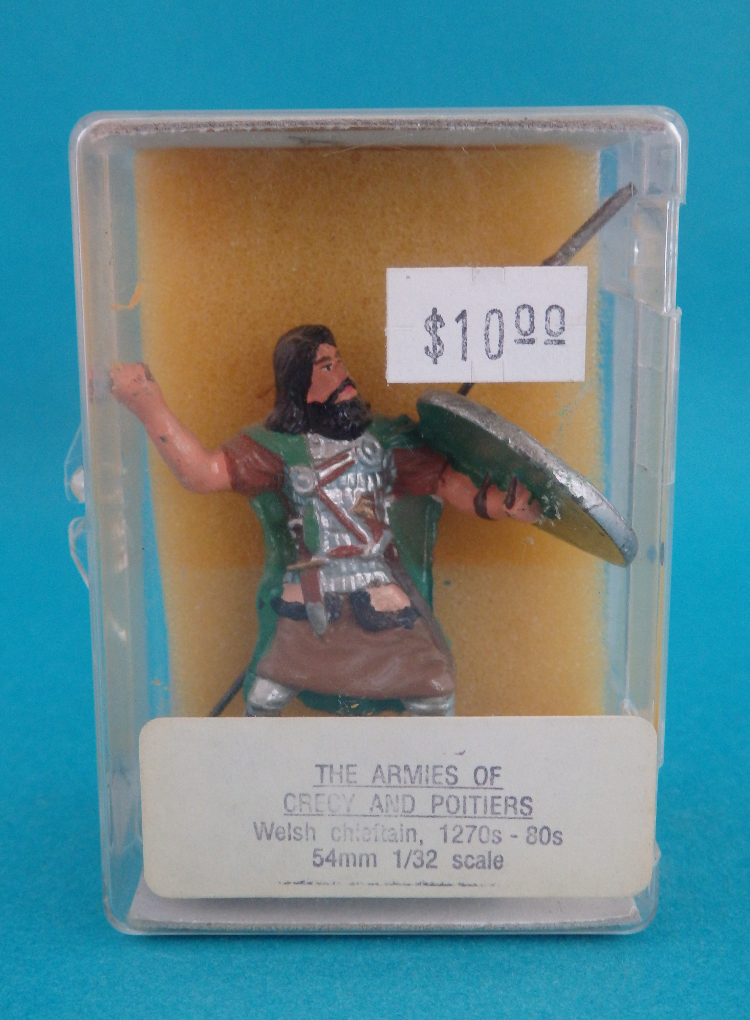 $10.00
THE ARMIES OF
CRECY AND POITIERS
Welsh chieftain, 1270s - 80s
54mm 1/32 scale